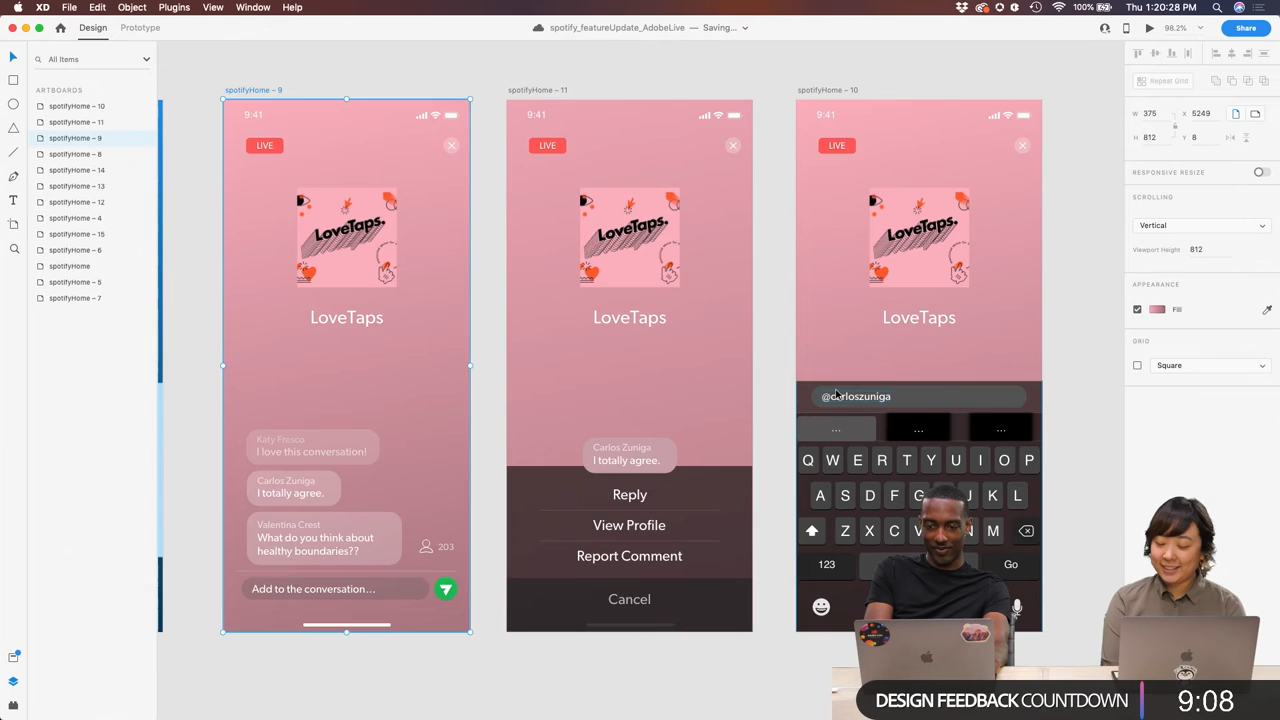 XD File Edit Object Plugins View Window Help
100% Thu 1:20:28 PM
Design Prototype
spotify_featureUpdate_AdobeLive — Saving...
98.2%
Share
All Items
ARTBOARDS
spotifyHome – 10
spotifyHome – 11
spotifyHome – 9
spotifyHome – 8
spotifyHome – 14
spotifyHome – 13
spotifyHome – 12
spotifyHome – 4
spotifyHome – 15
spotifyHome – 6
spotifyHome
spotifyHome – 5
spotifyHome – 7
spotifyHome – 9
9:41
LIVE
LoveTaps.
LoveTaps
Katy Fresco
I love this conversation!
Carlos Zuniga
I totally agree.
Valentina Crest
What do you think about
healthy boundaries??
203
Add to the conversation...
spotifyHome – 11
9:41
LIVE
LoveTaps.
LoveTaps
Carlos Zuniga
I totally agree.
Reply
View Profile
Report Comment
Cancel
spotifyHome – 10
9:41
LIVE
LoveTaps.
LoveTaps
@carloszuniga
... ... ...
Q W E R T Y U I O P
A S D F G J K L
Z X C V N M
123 Go
Repeat Grid
W 375 X 5249
H 812 Y 8
RESPONSIVE RESIZE
SCROLLING
Vertical
Viewport Height 812
APPEARANCE
Fill
GRID
Square
DESIGN FEEDBACK COUNTDOWN 9:08